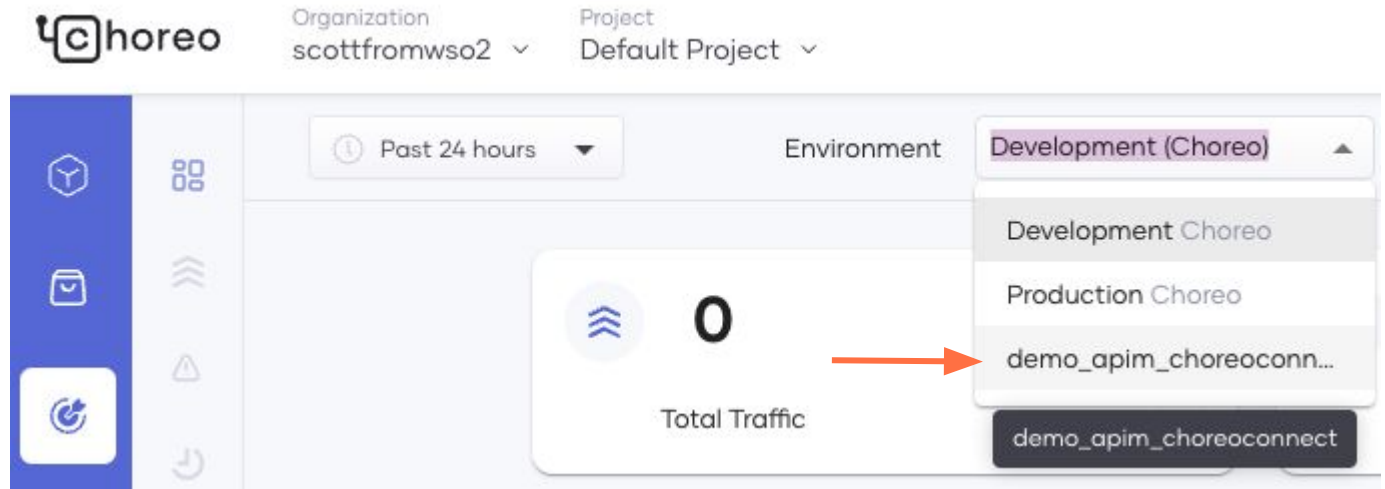 Choreo
Organization
scottfromwso2
Project
Default Project
Past 24 hours
Environment
Development (Choreo)
Development Choreo
Production Choreo
demo_apim_choreoconn...
0
Total Traffic
demo_apim_choreoconnect